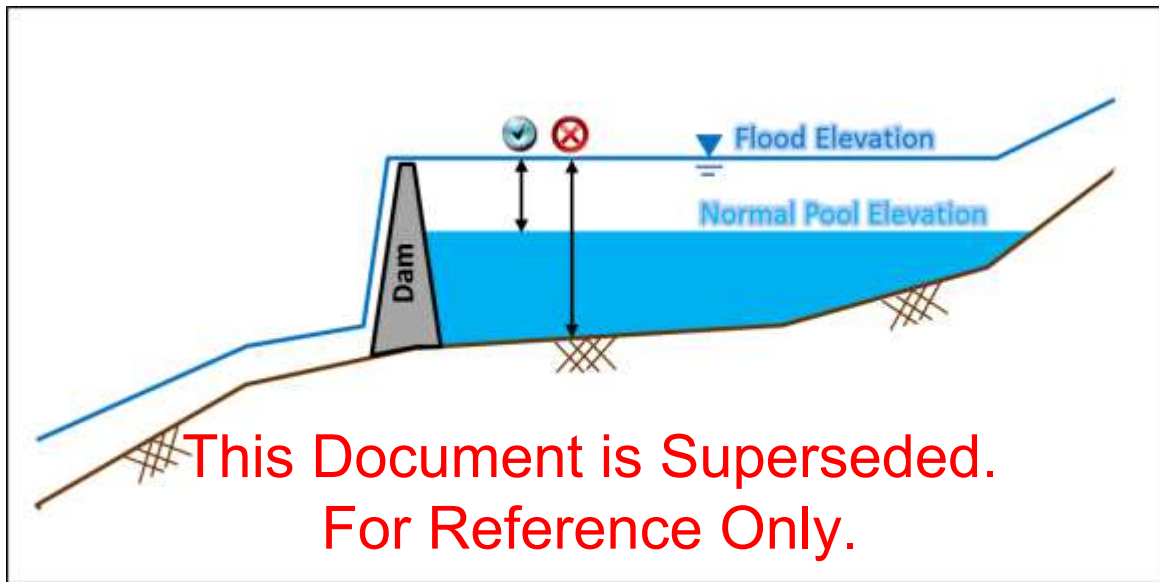 Flood Elevation
Normal Pool Elevation
Dam
This Document is Superseded.
For Reference Only.